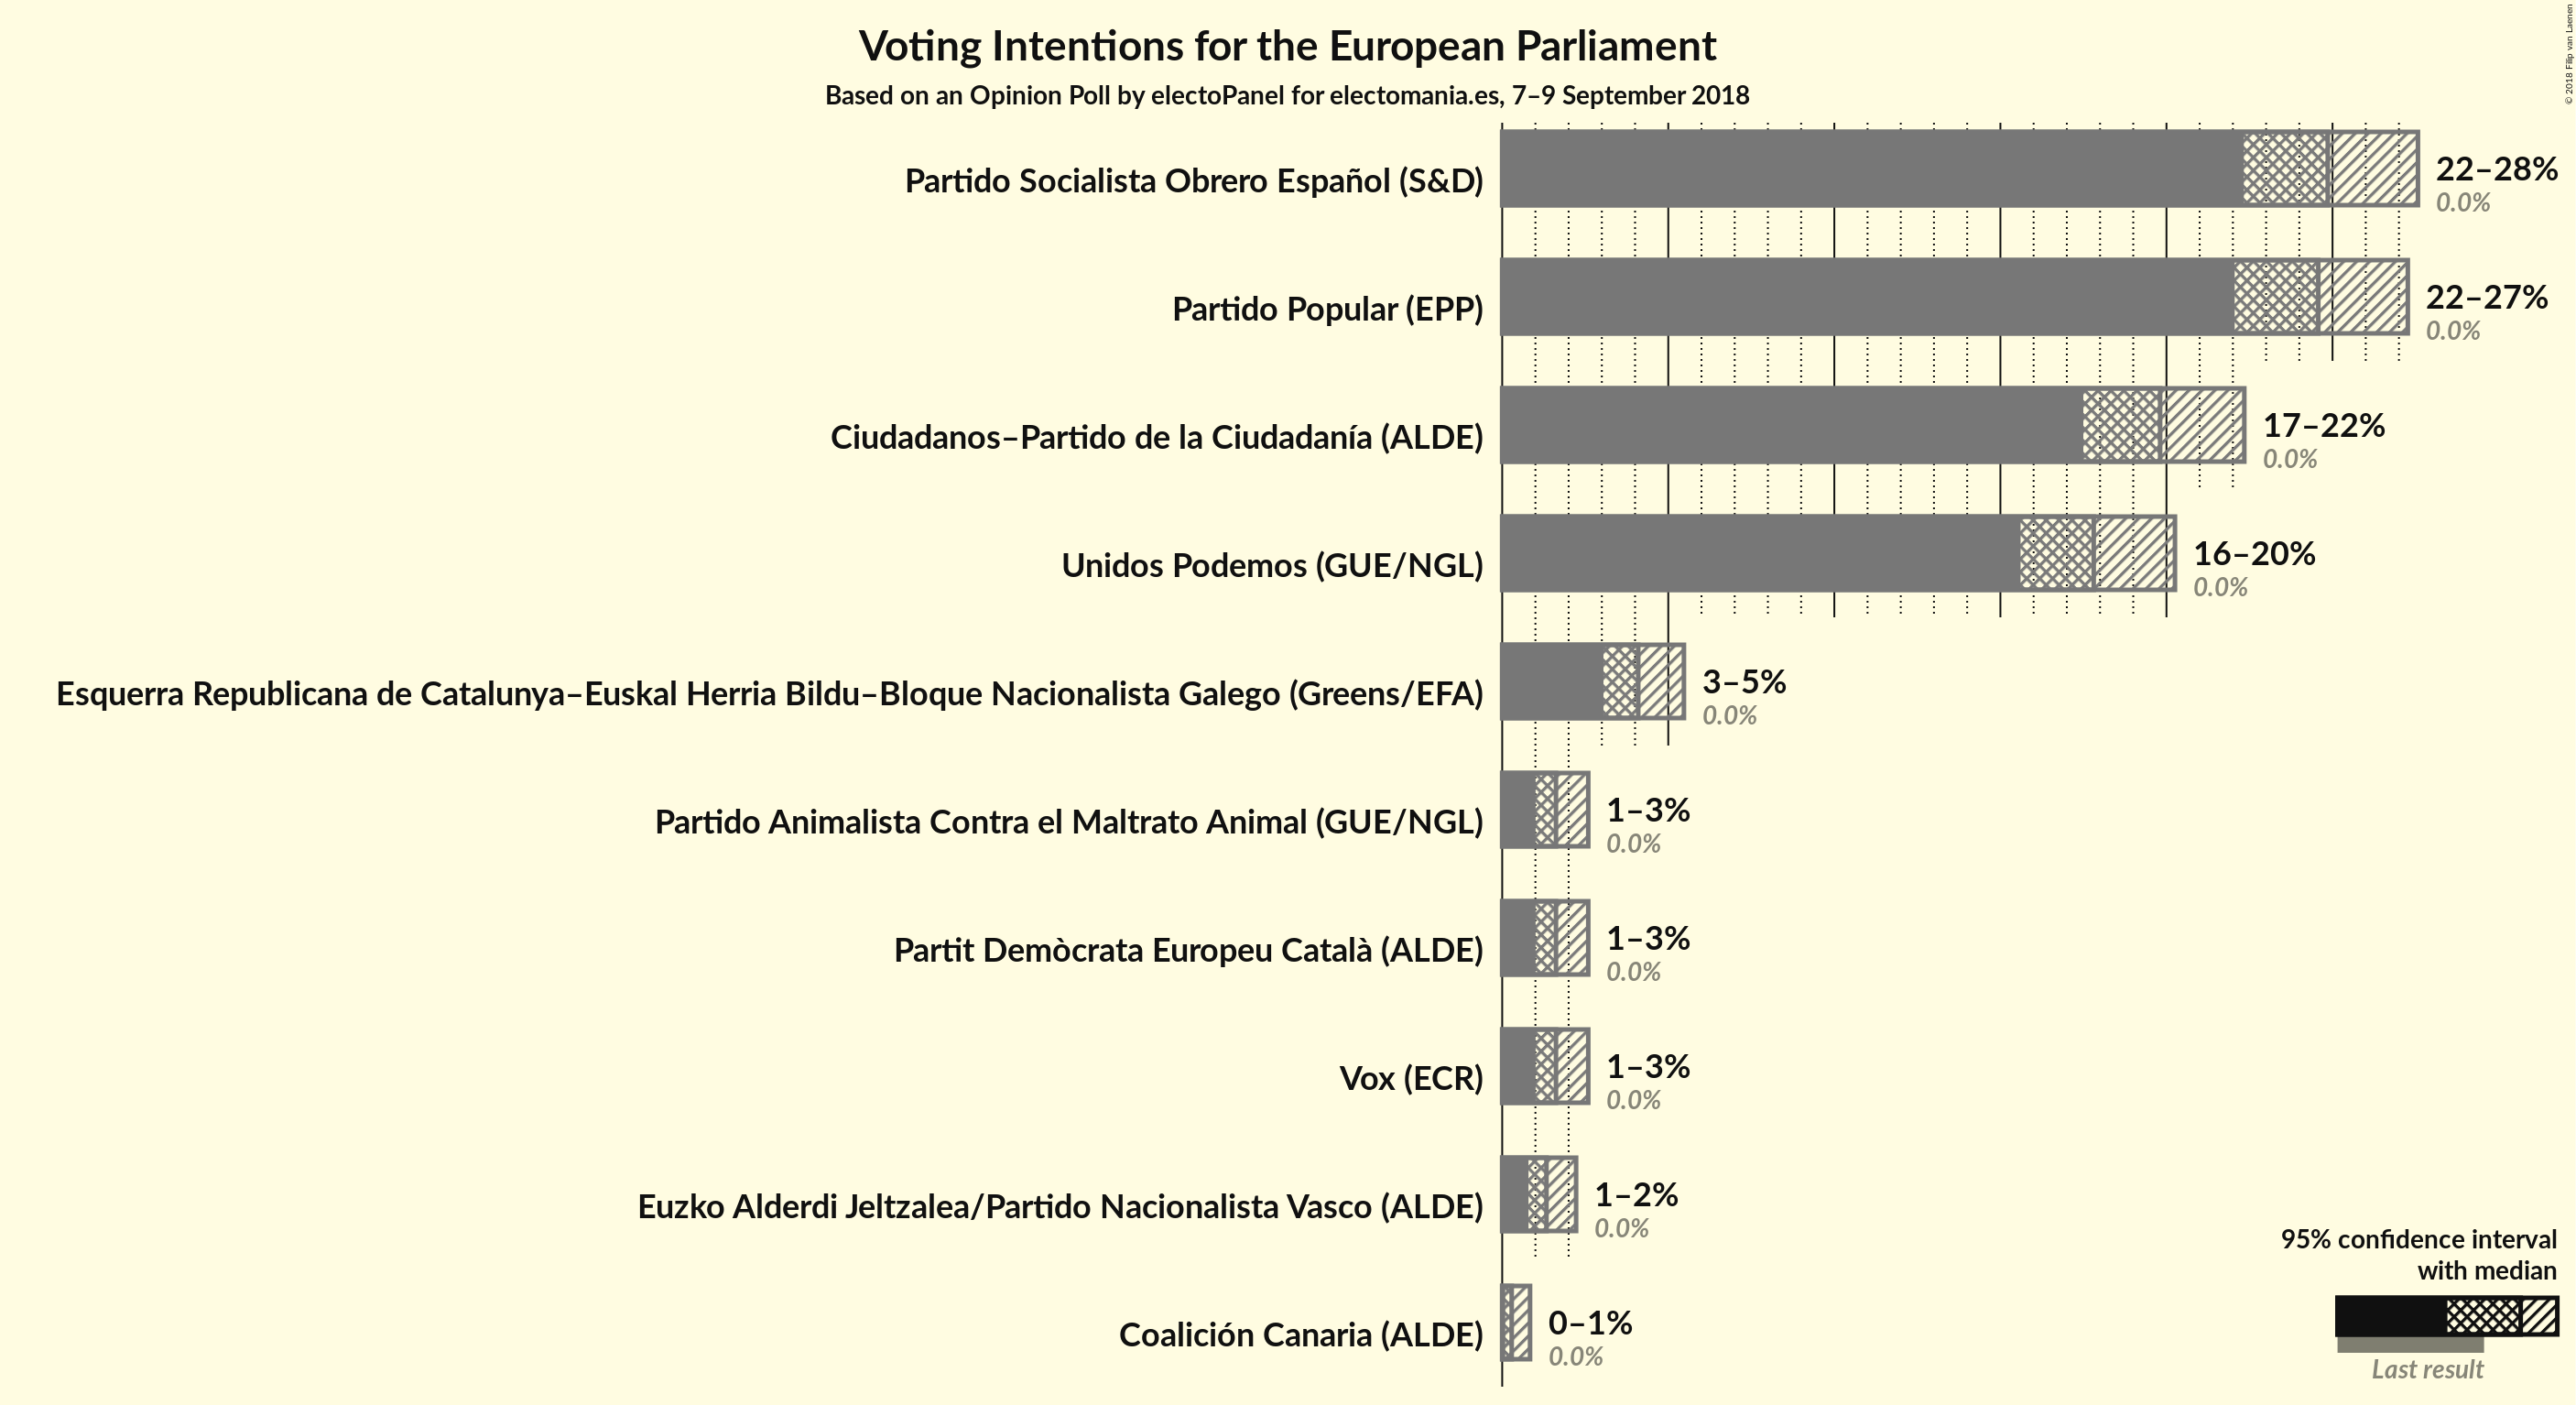 Voting Intentions for the European Parliament
Based on an Opinion Poll by electoPanel for electomania.es, 7–9 September 2018
© 2018 Filip van Laenen
Partido Socialista Obrero Español (S&D)
22–28%
0.0%
Partido Popular (EPP)
22–27%
0.0%
Ciudadanos–Partido de la Ciudadanía (ALDE)
17–22%
0.0%
Unidos Podemos (GUE/NGL)
16–20%
0.0%
Esquerra Republicana de Catalunya–Euskal Herria Bildu–Bloque Nacionalista Galego (Greens/EFA)
3–5%
0.0%
Partido Animalista Contra el Maltrato Animal (GUE/NGL)
1–3%
0.0%
Partit Demòcrata Europeu Català (ALDE)
1–3%
0.0%
Vox (ECR)
1–3%
0.0%
Euzko Alderdi Jeltzalea/Partido Nacionalista Vasco (ALDE)
1–2%
0.0%
Coalición Canaria (ALDE)
0–1%
0.0%
95% confidence interval
with median
Last result